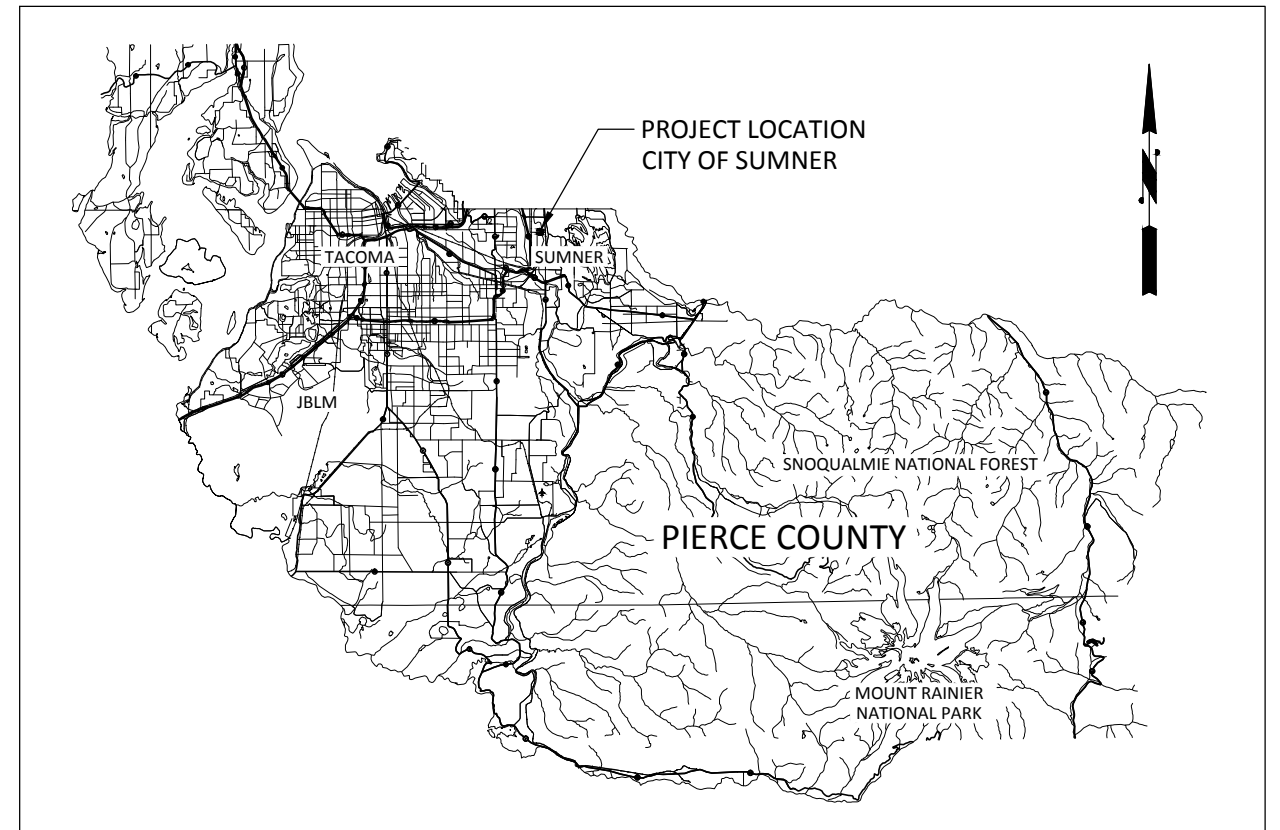 PROJECT LOCATION
CITY OF SUMNER
N
TACOMA
SUMNER
JBLM
SNOQUALMIE NATIONAL FOREST
PIERCE COUNTY
MOUNT RAINIER
NATIONAL PARK